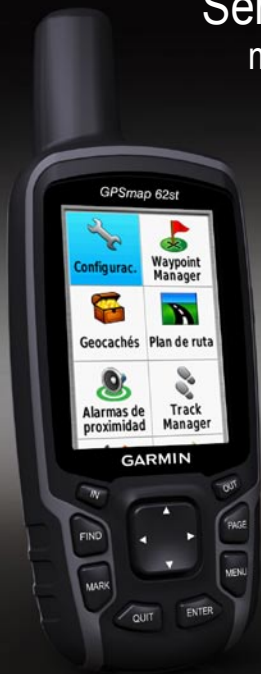 Ser
GPSmap 62st
Configurac.
Waypoint
Manager
Geocachés
Plan de ruta
Alarmas de
proximidad
Track
Manager
GARMIN
IN
OUT
FIND
PAGE
MARK
MENU
QUIT
ENTER